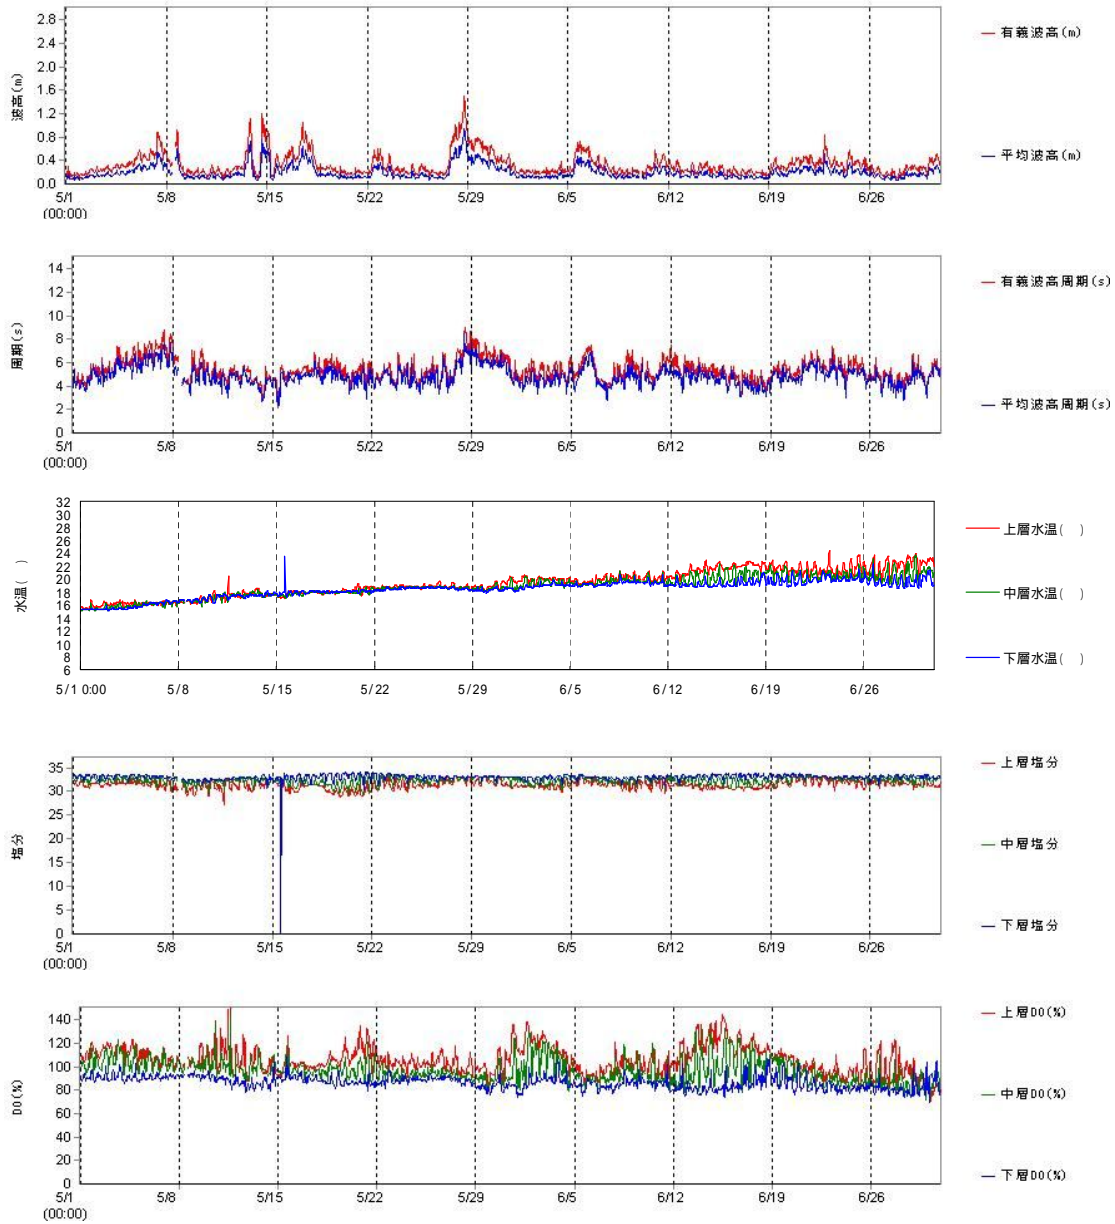 波高(m)
2.8
2.4
2.0
1.6
1.2
0.8
0.4
0.0
5/1 5/8 5/15 5/22 5/29 6/5 6/12 6/19 6/26
(00:00)
有義波高(m)
平均波高(m)
周期(s)
14
12
10
8
6
4
2
0
5/1 5/8 5/15 5/22 5/29 6/5 6/12 6/19 6/26
(00:00)
有義波高周期(s)
平均波高周期(s)
水温( )
32
30
28
26
24
22
20
18
16
14
12
10
8
6
5/1 0:00 5/8 5/15 5/22 5/29 6/5 6/12 6/19 6/26
上層水温( )
中層水温( )
下層水温( )
塩分
35
30
25
20
15
10
5
0
5/1 5/8 5/15 5/22 5/29 6/5 6/12 6/19 6/26
(00:00)
上層塩分
中層塩分
下層塩分
DO(%)
140
120
100
80
60
40
20
0
5/1 5/8 5/15 5/22 5/29 6/5 6/12 6/19 6/26
(00:00)
上層DO(%)
中層DO(%)
下層DO(%)